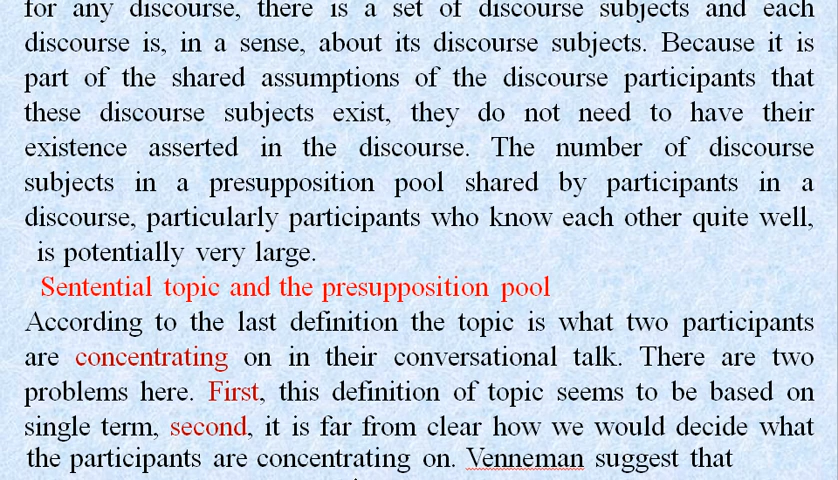 for any discourse, there is a set of discourse subjects and each
discourse is, in a sense, about its discourse subjects. Because it is
part of the shared assumptions of the discourse participants that
these discourse subjects exist, they do not need to have their
existence asserted in the discourse. The number of discourse
subjects in a presupposition pool shared by participants in a
discourse, particularly participants who know each other quite well,
is potentially very large.
Sentential topic and the presupposition pool
According to the last definition the topic is what two participants
are concentrating on in their conversational talk. There are two
problems here. First, this definition of topic seems to be based on
single term, second, it is far from clear how we would decide what
the participants are concentrating on. Venneman suggest that